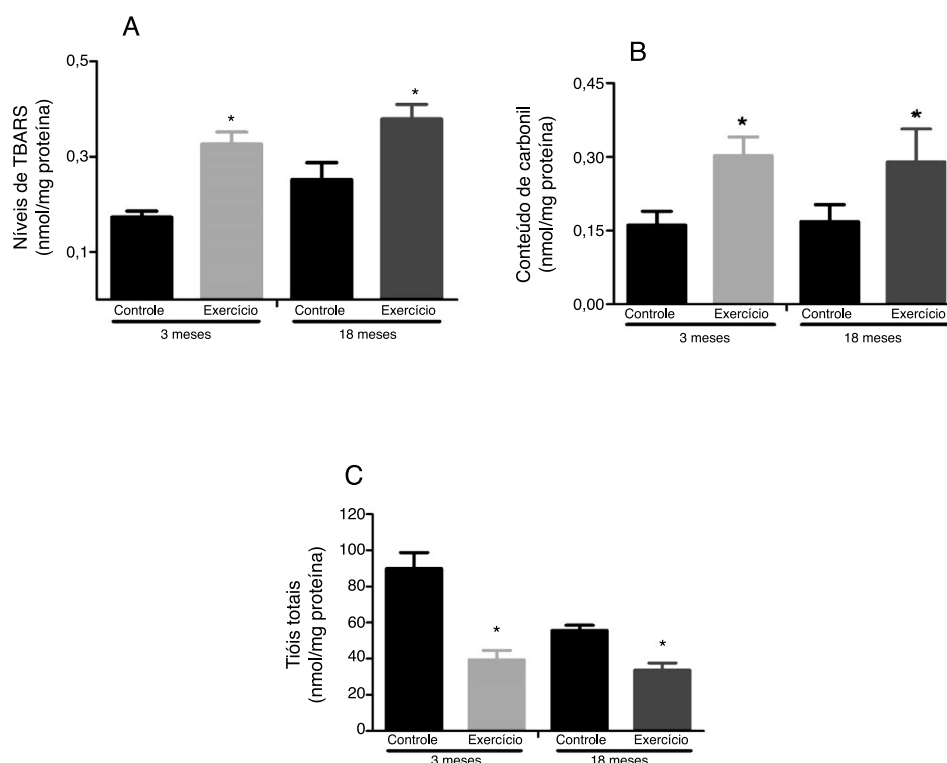 A
Níveis de TBARS
(nmol/mg proteína)
0,5
0,3
0,1
*
*
Controle Exercício Controle Exercício
3 meses 18 meses
B
Conteúdo de carbonil
(nmol/mg proteína)
0,45
0,30
0,15
0,00
*
*
Controle Exercício Controle Exercício
3 meses 18 meses
C
Tióis totais
(nmol/mg proteína)
120
100
80
60
40
20
0
*
*
Controle Exercício Controle Exercício
3 meses 18 meses